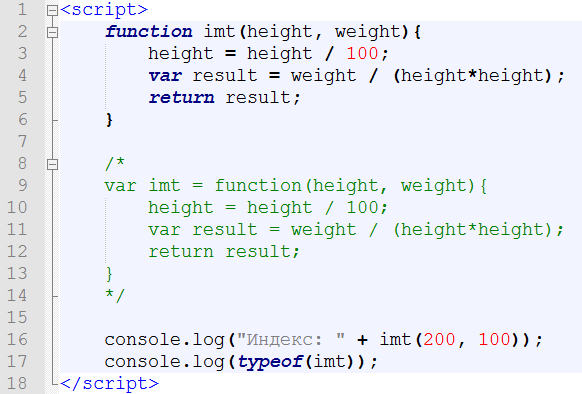 1 <script>
2 function imt(height, weight){
3 height = height / 100;
4 var result = weight / (height*height);
5 return result;
6 }
7
8 /*
9 var imt = function(height, weight){
10 height = height / 100;
11 var result = weight / (height*height);
12 return result;
13 }
14 */
15
16 console.log("Индекс: " + imt(200, 100));
17 console.log(typeof(imt));
18 </script>